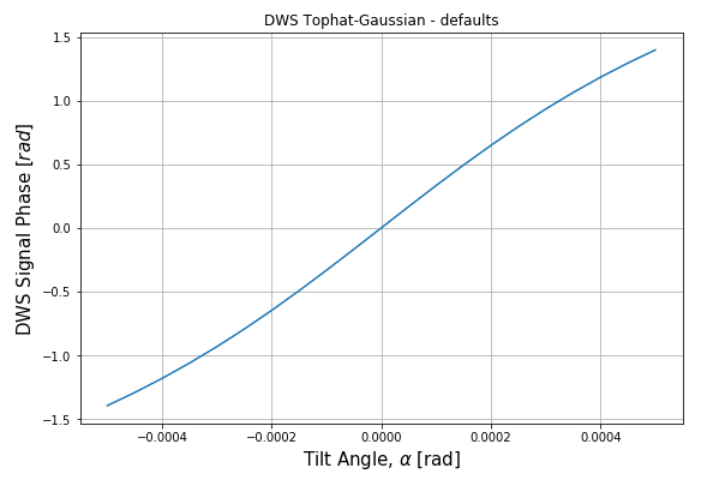 DWS Tophat-Gaussian - defaults
1.5
1.0
0.5
0.0
−0.5
−1.0
−1.5
DWS Signal Phase [rad]
−0.0004 −0.0002 0.0000 0.0002 0.0004
Tilt Angle, α [rad]